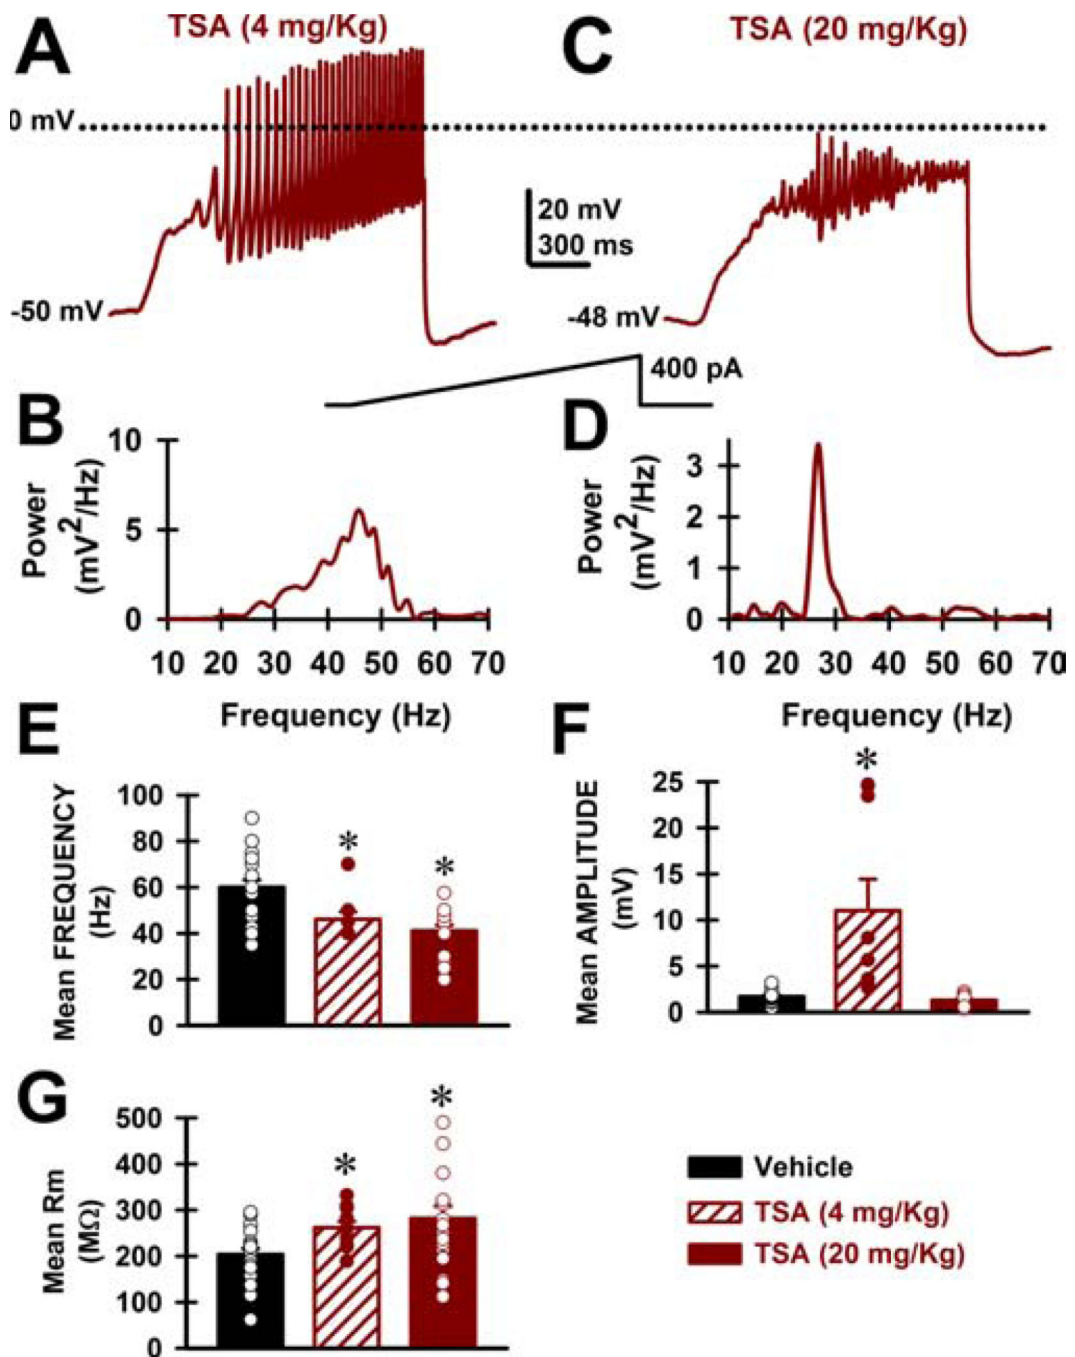 A
TSA (4 mg/Kg)
C
TSA (20 mg/Kg)
0 mV
20 mV
300 ms
-50 mV
-48 mV
400 pA
B
Power
(mV²/Hz)
10
5
0
10 20 30 40 50 60 70
Frequency (Hz)
D
Power
(mV²/Hz)
3
2
1
0
10 20 30 40 50 60 70
Frequency (Hz)
E
Mean FREQUENCY
(Hz)
100
80
60
40
20
0
*
*
F
Mean AMPLITUDE
(mV)
25
20
15
10
5
0
*
G
Mean Rm
(MΩ)
500
400
300
200
100
0
*
*
Vehicle
TSA (4 mg/Kg)
TSA (20 mg/Kg)